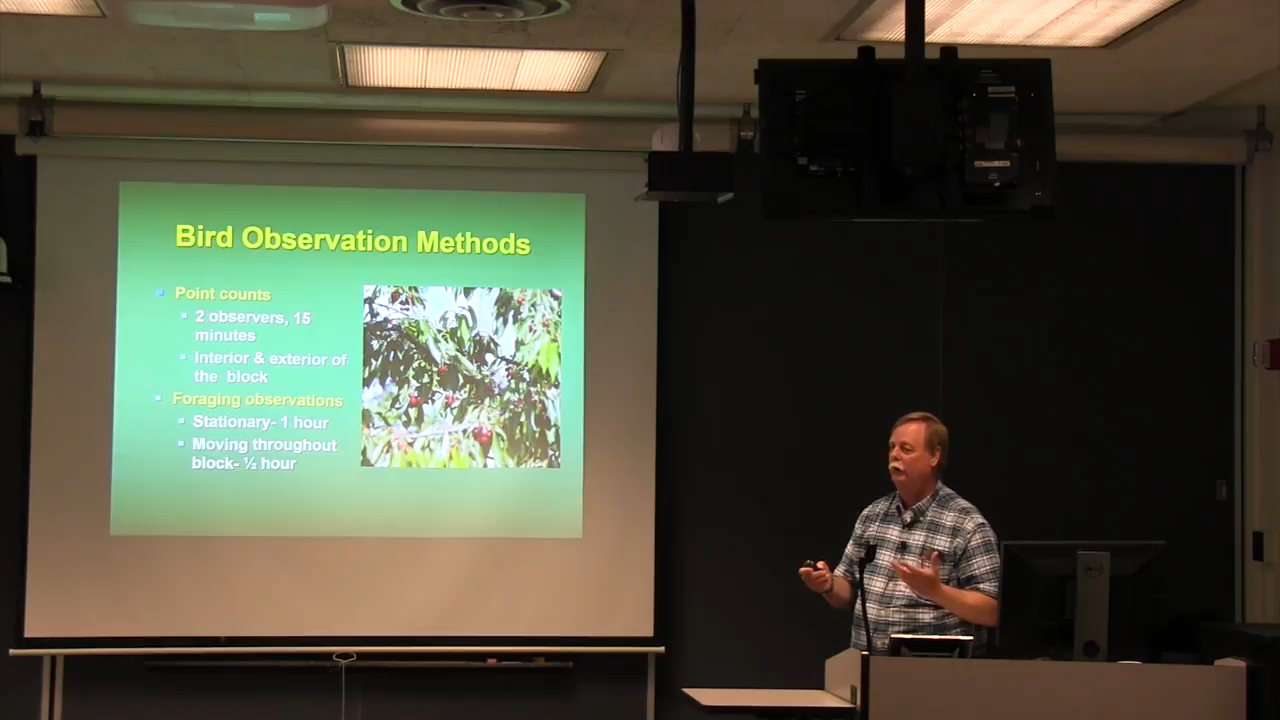 Bird Observation Methods
Point counts
2 observers, 15
minutes
Interior & exterior of
the block
Foraging observations
Stationary- 1 hour
Moving throughout
block- ½ hour
DELL